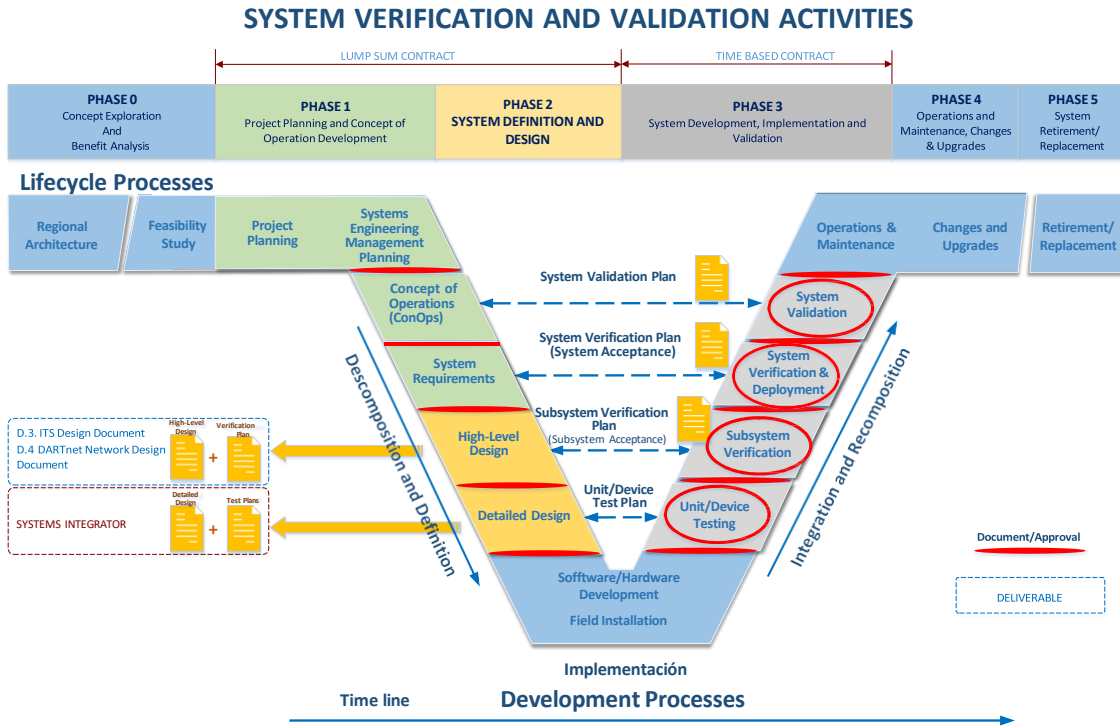 SYSTEM VERIFICATION AND VALIDATION ACTIVITIES
LUMP SUM CONTRACT
TIME BASED CONTRACT
PHASE 0
Concept Exploration
And
Benefit Analysis
PHASE 1
Project Planning and Concept of
Operation Development
PHASE 2
SYSTEM DEFINITION AND
DESIGN
PHASE 3
System Development, Implementation and
Validation
PHASE 4
Operations and
Maintenance, Changes
& Upgrades
PHASE 5
System
Retirement/
Replacement
Lifecycle Processes
Regional
Architecture
Feasibility
Study
Project
Planning
Systems
Engineering
Management
Planning
Operations &
Maintenance
Changes and
Upgrades
Retirement/
Replacement
Concept of
Operations
(ConOps)
System Validation Plan
System
Validation
System
Requirements
System Verification Plan
(System Acceptance)
System
Verification &
Deployment
Descomposition and Definition
Integration and Recomposition
High-Level
Design
Subsystem Verification
Plan
(Subsystem Acceptance)
Subsystem
Verification
D.3. ITS Design Document
D.4 DARTnet Network Design
Document
High-Level
Design
+
Verification
Plan
Detailed Design
Unit/Device
Test Plan
Unit/Device
Testing
SYSTEMS INTEGRATOR
Detailed
Design
+
Test Plans
Document/Approval
DELIVERABLE
Sofftware/Hardware
Development
Field Installation
Implementación
Time line
Development Processes